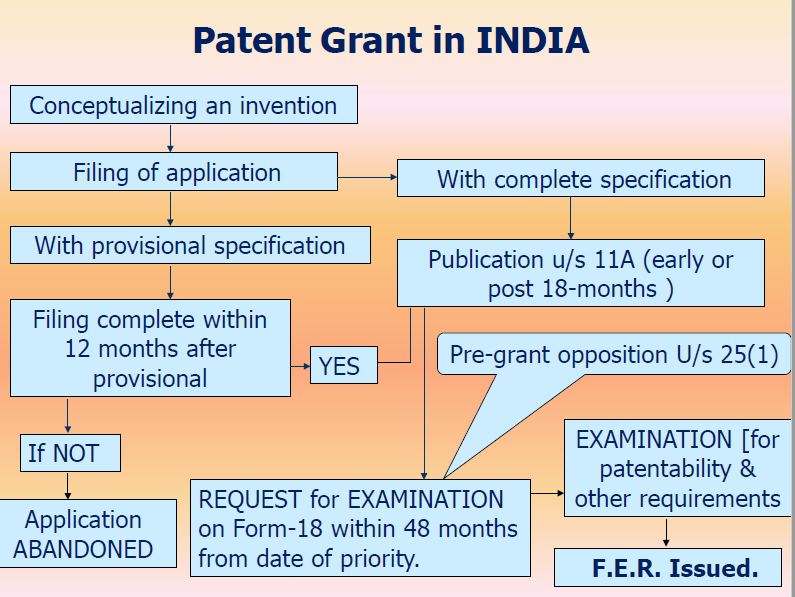 Patent Grant in INDIA
Conceptualizing an invention
Filing of application
With complete specification
With provisional specification
Publication u/s 11A (early or
post 18-months )
Filing complete within
12 months after
provisional
YES
Pre-grant opposition U/s 25(1)
If NOT
Application
ABANDONED
REQUEST for EXAMINATION
on Form-18 within 48 months
from date of priority.
EXAMINATION [for
patentability &
other requirements
F.E.R. Issued.